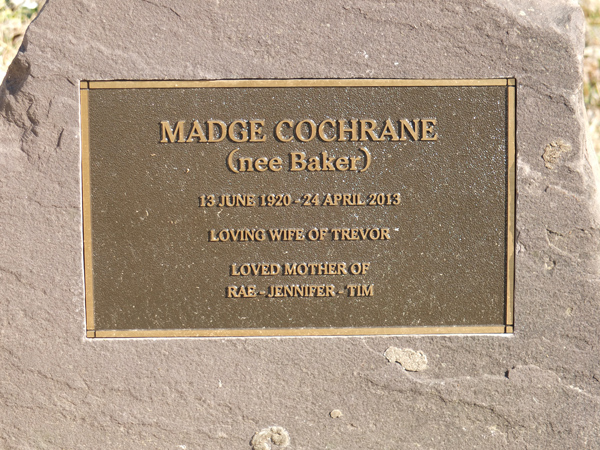 MADGE COCHRANE
(nee Baker)
13 JUNE 1920 - 24 APRIL 2013
LOVING WIFE OF TREVOR
LOVED MOTHER OF
RAE - JENNIFER - TIM